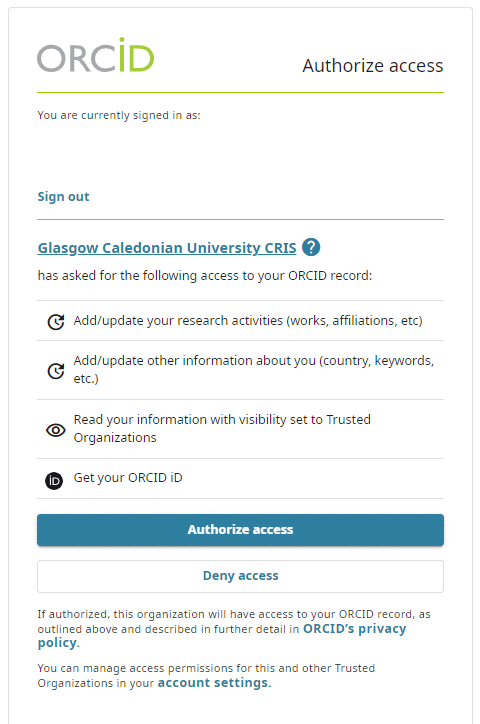 ORCiD
Authorize access
You are currently signed in as:
Sign out
Glasgow Caledonian University CRIS ?
has asked for the following access to your ORCID record:
Add/update your research activities (works, affiliations, etc)
Add/update other information about you (country, keywords,
etc.)
Read your information with visibility set to Trusted
Organizations
iD
Get your ORCID iD
Authorize access
Deny access
If authorized, this organization will have access to your ORCID record, as
outlined above and described in further detail in ORCID's privacy
policy.
You can manage access permissions for this and other Trusted
Organizations in your account settings.